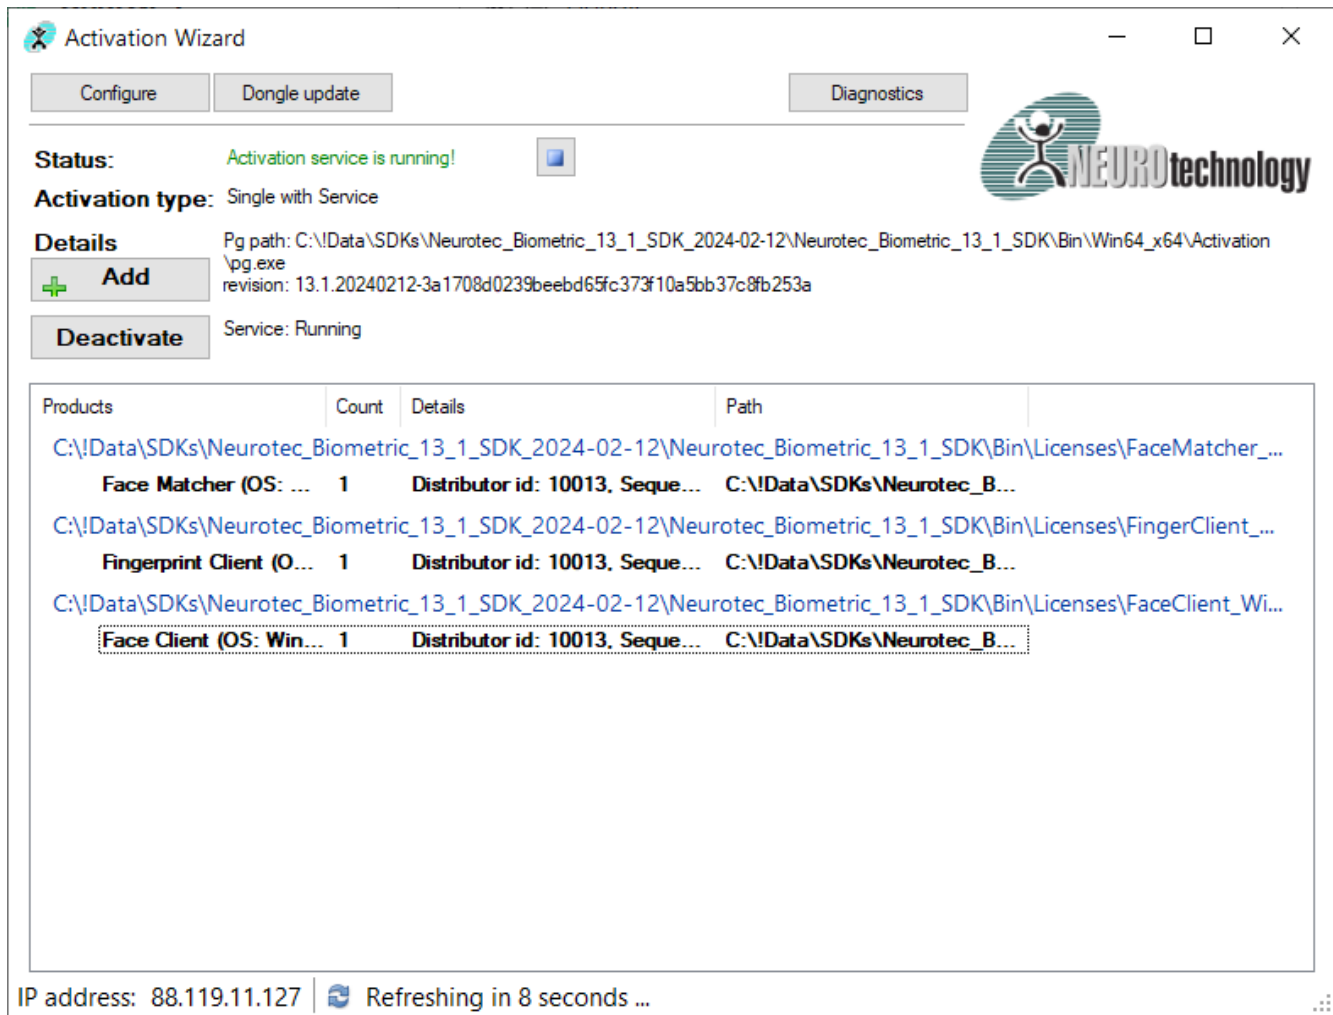 Activation Wizard
Configure
Dongle update
Diagnostics
NEUROtechnology
Status:
Activation service is running!
Activation type:
Single with Service
Details
Pg path: C:\!Data\SDKs\Neurotec_Biometric_13_1_SDK_2024-02-12\Neurotec_Biometric_13_1_SDK\Bin\Win64_x64\Activation
\pg.exe
revision: 13.1.20240212-3a1708d0239beebd65fc373f10a5bb37c8fb253a
Add
Deactivate
Service: Running
Products Count Details Path
C:\!Data\SDKs\Neurotec_Biometric_13_1_SDK_2024-02-12\Neurotec_Biometric_13_1_SDK\Bin\Licenses\FaceMatcher_...
Face Matcher (OS: ... 1 Distributor id: 10013, Seque... C:\!Data\SDKs\Neurotec_B...
C:\!Data\SDKs\Neurotec_Biometric_13_1_SDK_2024-02-12\Neurotec_Biometric_13_1_SDK\Bin\Licenses\FingerClient_...
Fingerprint Client (O... 1 Distributor id: 10013, Seque... C:\!Data\SDKs\Neurotec_B...
C:\!Data\SDKs\Neurotec_Biometric_13_1_SDK_2024-02-12\Neurotec_Biometric_13_1_SDK\Bin\Licenses\FaceClient_Wi...
Face Client (OS: Win... 1 Distributor id: 10013, Seque... C:\!Data\SDKs\Neurotec_B...
IP address: 88.119.11.127
Refreshing in 8 seconds ...